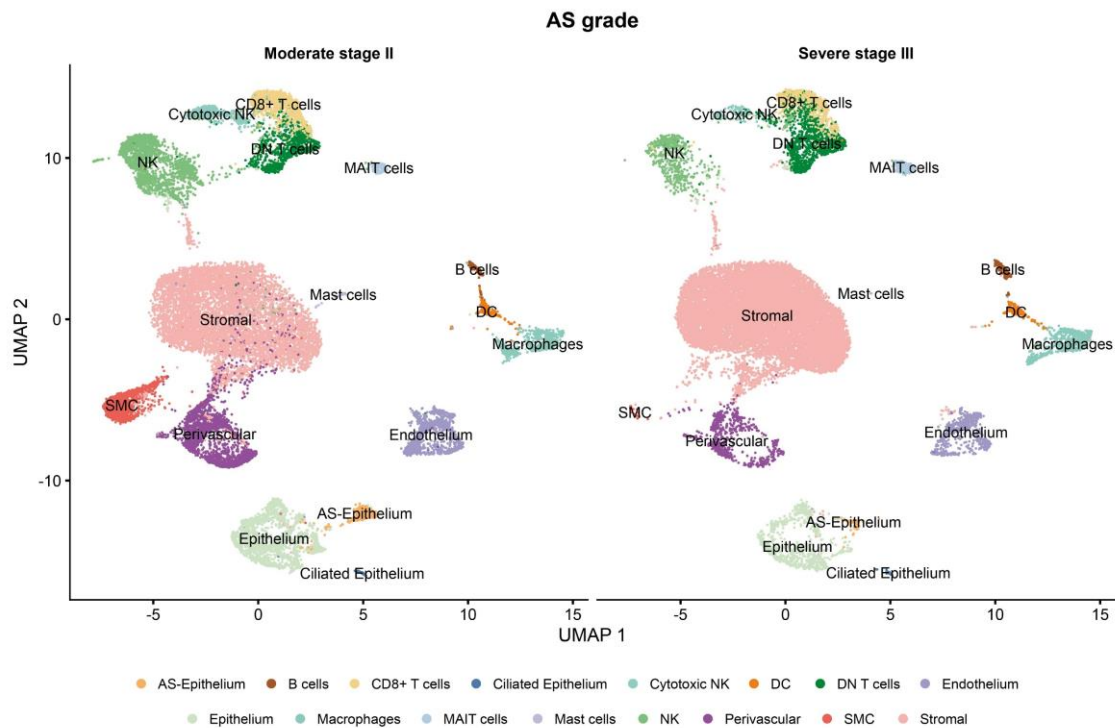 AS grade
Moderate stage II
Severe stage III
CD8+ T cells
Cytotoxic NK
DN T cells
NK
MAIT cells
B cells
Mast cells
DC
Stromal
Macrophages
SMC
Perivascular
Endothelium
AS-Epithelium
Epithelium
Ciliated Epithelium
CD8+ T cells
Cytotoxic NK
DN T cells
NK
MAIT cells
B cells
Mast cells
DC
Stromal
Macrophages
SMC
Perivascular
Endothelium
AS-Epithelium
Epithelium
Ciliated Epithelium
UMAP 2
10
0
-10
-5 0 5 10 15
-5 0 5 10 15
UMAP 1
AS-Epithelium B cells CD8+ T cells Ciliated Epithelium Cytotoxic NK DC DN T cells Endothelium
Epithelium Macrophages MAIT cells Mast cells NK Perivascular SMC Stromal